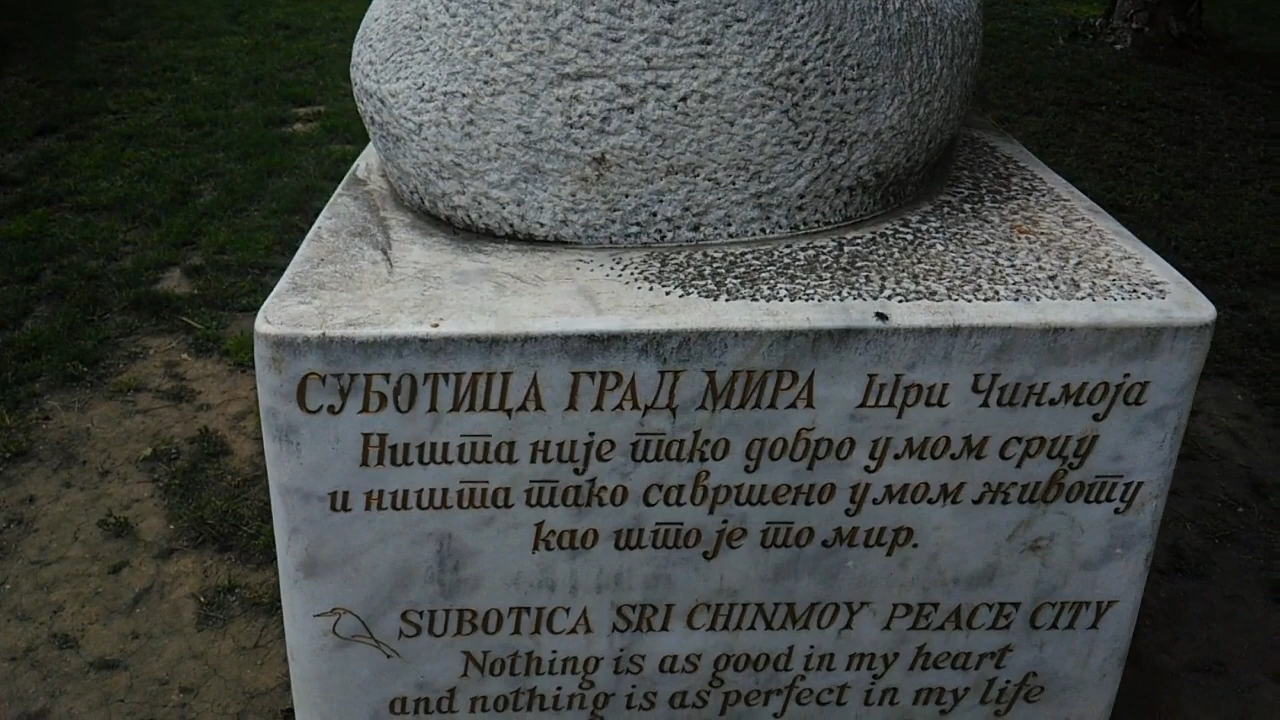 СУБОТИЦА ГРАД МИРА Шри Чинмоја
Ништа није тако добро у мом срцу
и ништа тако савршено у мом животу
као што је то мир.
SUBOTICA SRI CHINMOY PEACE CITY
Nothing is as good in my heart
and nothing is as perfect in my life